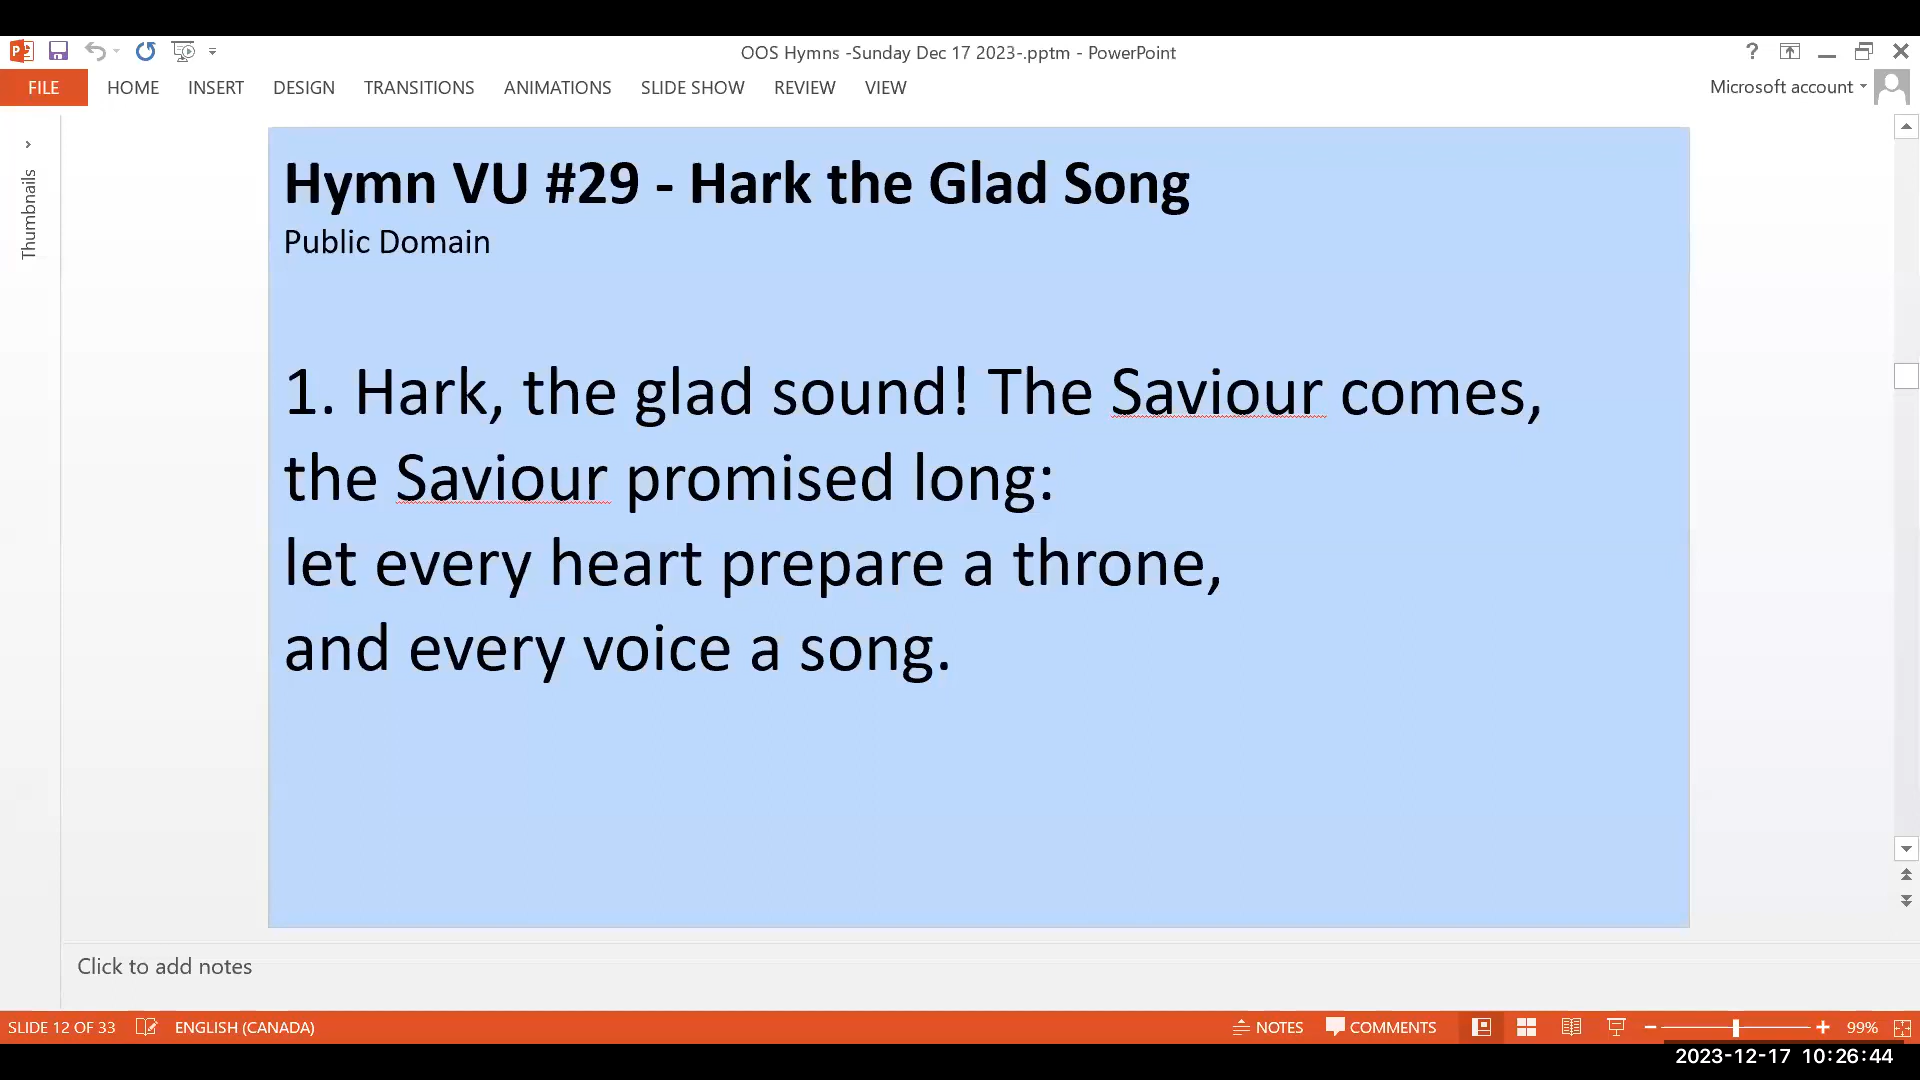 OOS Hymns -Sunday Dec 17 2023-.pptm - PowerPoint
FILE HOME INSERT DESIGN TRANSITIONS ANIMATIONS SLIDE SHOW REVIEW VIEW Microsoft account
Thumbnails
Hymn VU #29 - Hark the Glad Song
Public Domain
1. Hark, the glad sound! The Saviour comes,
the Saviour promised long:
let every heart prepare a throne,
and every voice a song.
Click to add notes
SLIDE 12 OF 33 ENGLISH (CANADA) NOTES COMMENTS 99%
2023-12-17 10:26:44